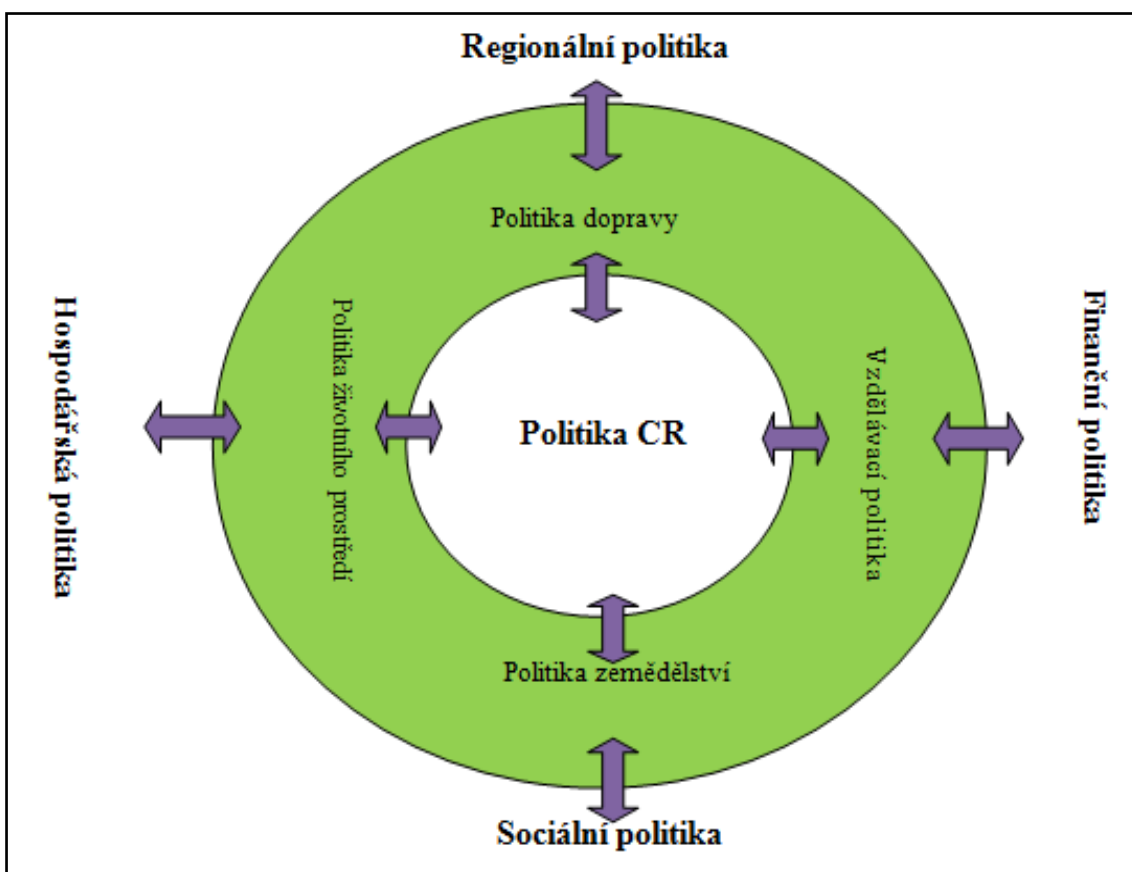 Regionální politika
Politika dopravy
Hospodářská politika
Politika životního prostředí
Politika CR
Vzdělávací politika
Finanční politika
Politika zemědělství
Sociální politika